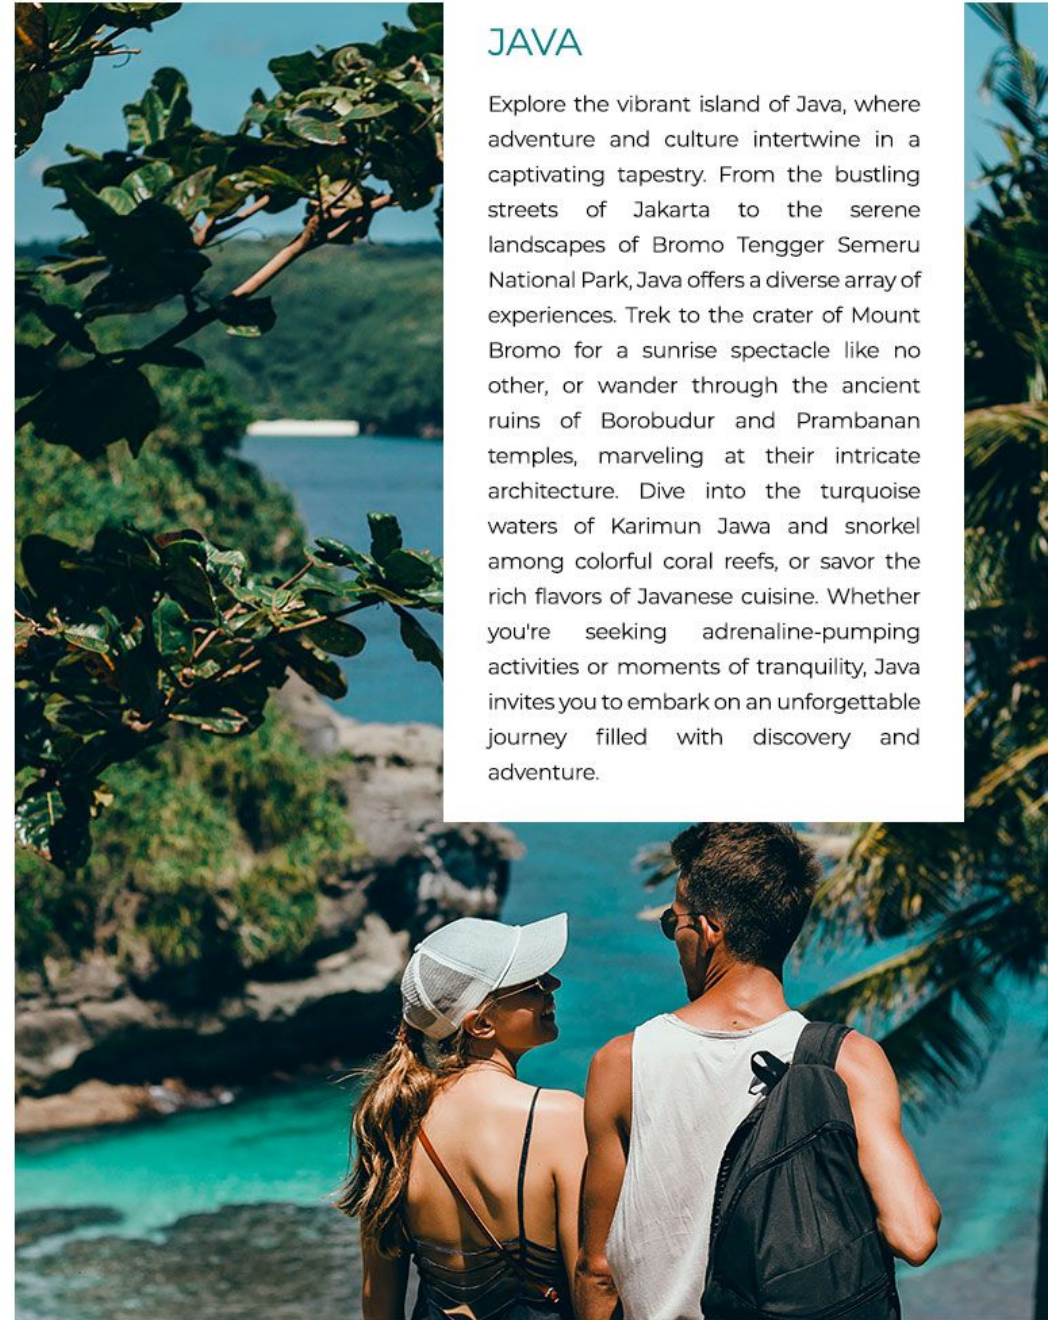 JAVA
Explore the vibrant island of Java, where
adventure and culture intertwine in a
captivating tapestry. From the bustling
streets of Jakarta to the serene
landscapes of Bromo Tengger Semeru
National Park, Java offers a diverse array of
experiences. Trek to the crater of Mount
Bromo for a sunrise spectacle like no
other, or wander through the ancient
ruins of Borobudur and Prambanan
temples, marveling at their intricate
architecture. Dive into the turquoise
waters of Karimun Jawa and snorkel
among colorful coral reefs, or savor the
rich flavors of Javanese cuisine. Whether
you're seeking adrenaline-pumping
activities or moments of tranquility, Java
invites you to embark on an unforgettable
journey filled with discovery and
adventure.